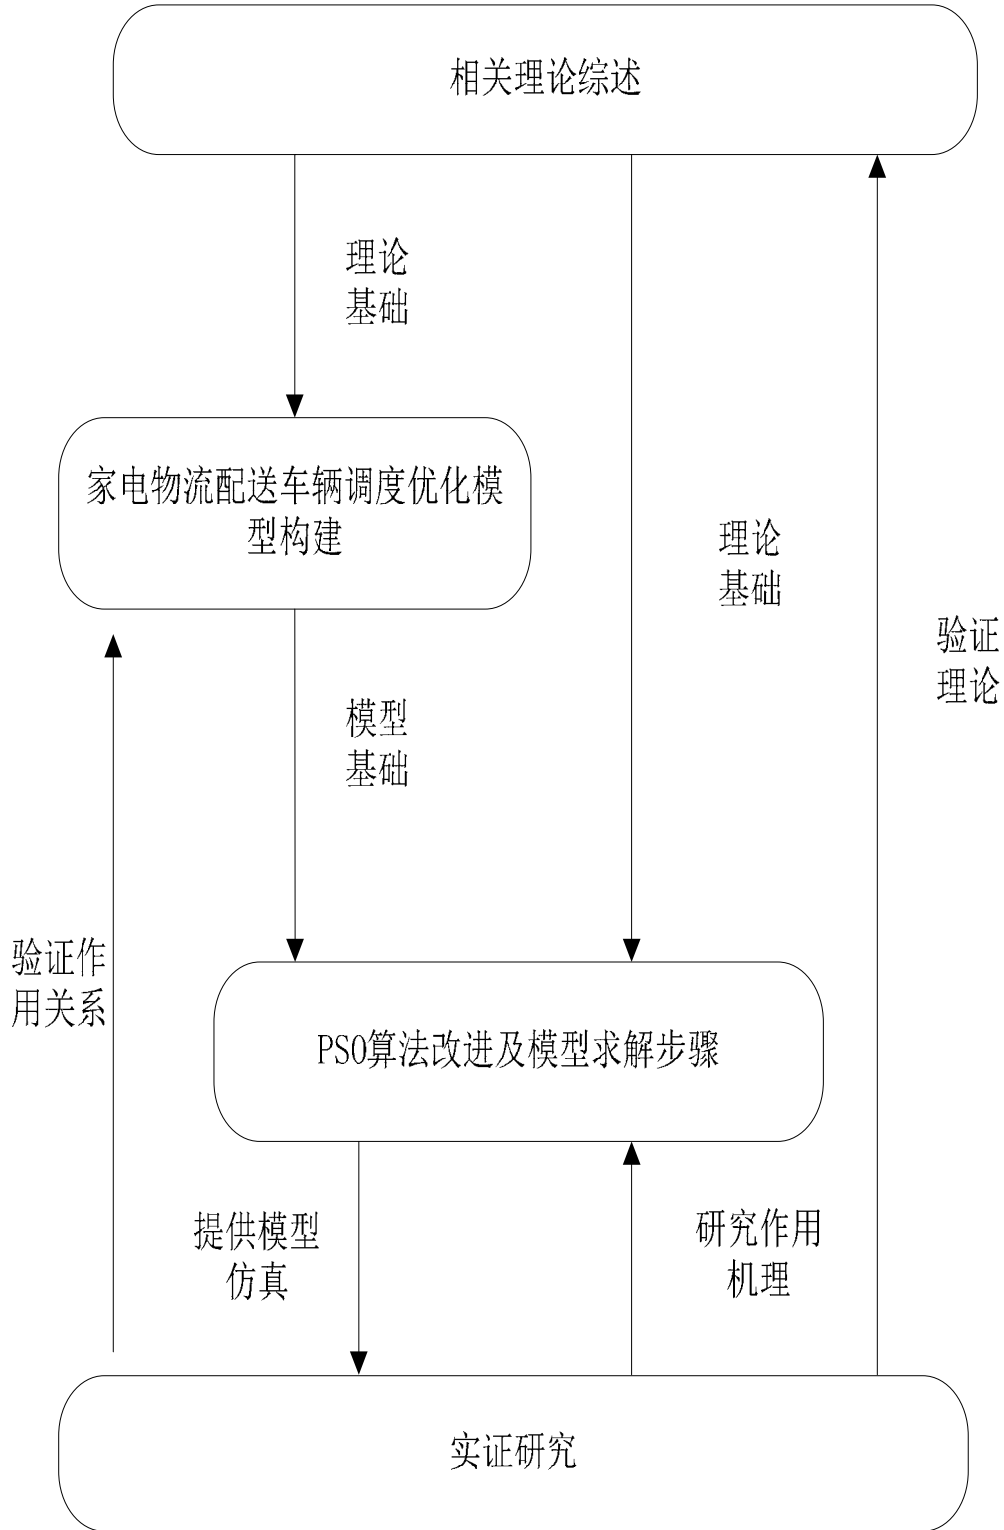 相关理论综述
理论
基础
家电物流配送车辆调度优化模
型构建
理论
基础
验证
理论
模型
基础
验证作
用关系
PSO算法改进及模型求解步骤
提供模型
仿真
研究作用
机理
实证研究